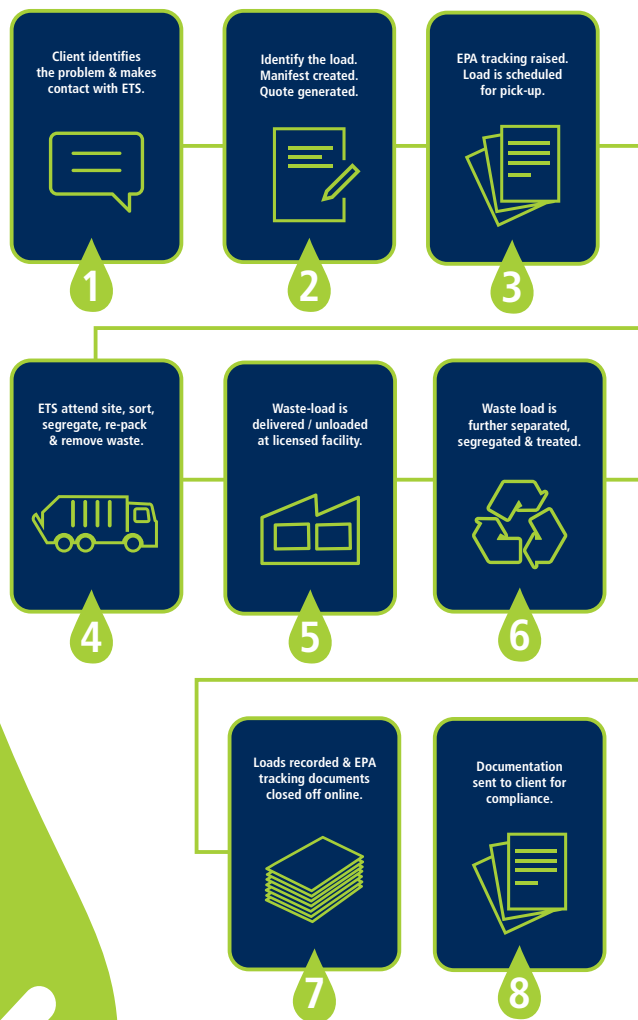 Client identifies
the problem & makes
contact with ETS.
1
Identify the load.
Manifest created.
Quote generated.
2
EPA tracking raised.
Load is scheduled
for pick-up.
3
ETS attend site, sort,
segregate, re-pack
& remove waste.
4
Waste-load is
delivered / unloaded
at licensed facility.
5
Waste load is
further separated,
segregated & treated.
6
Loads recorded & EPA
tracking documents
closed off online.
7
Documentation
sent to client for
compliance.
8